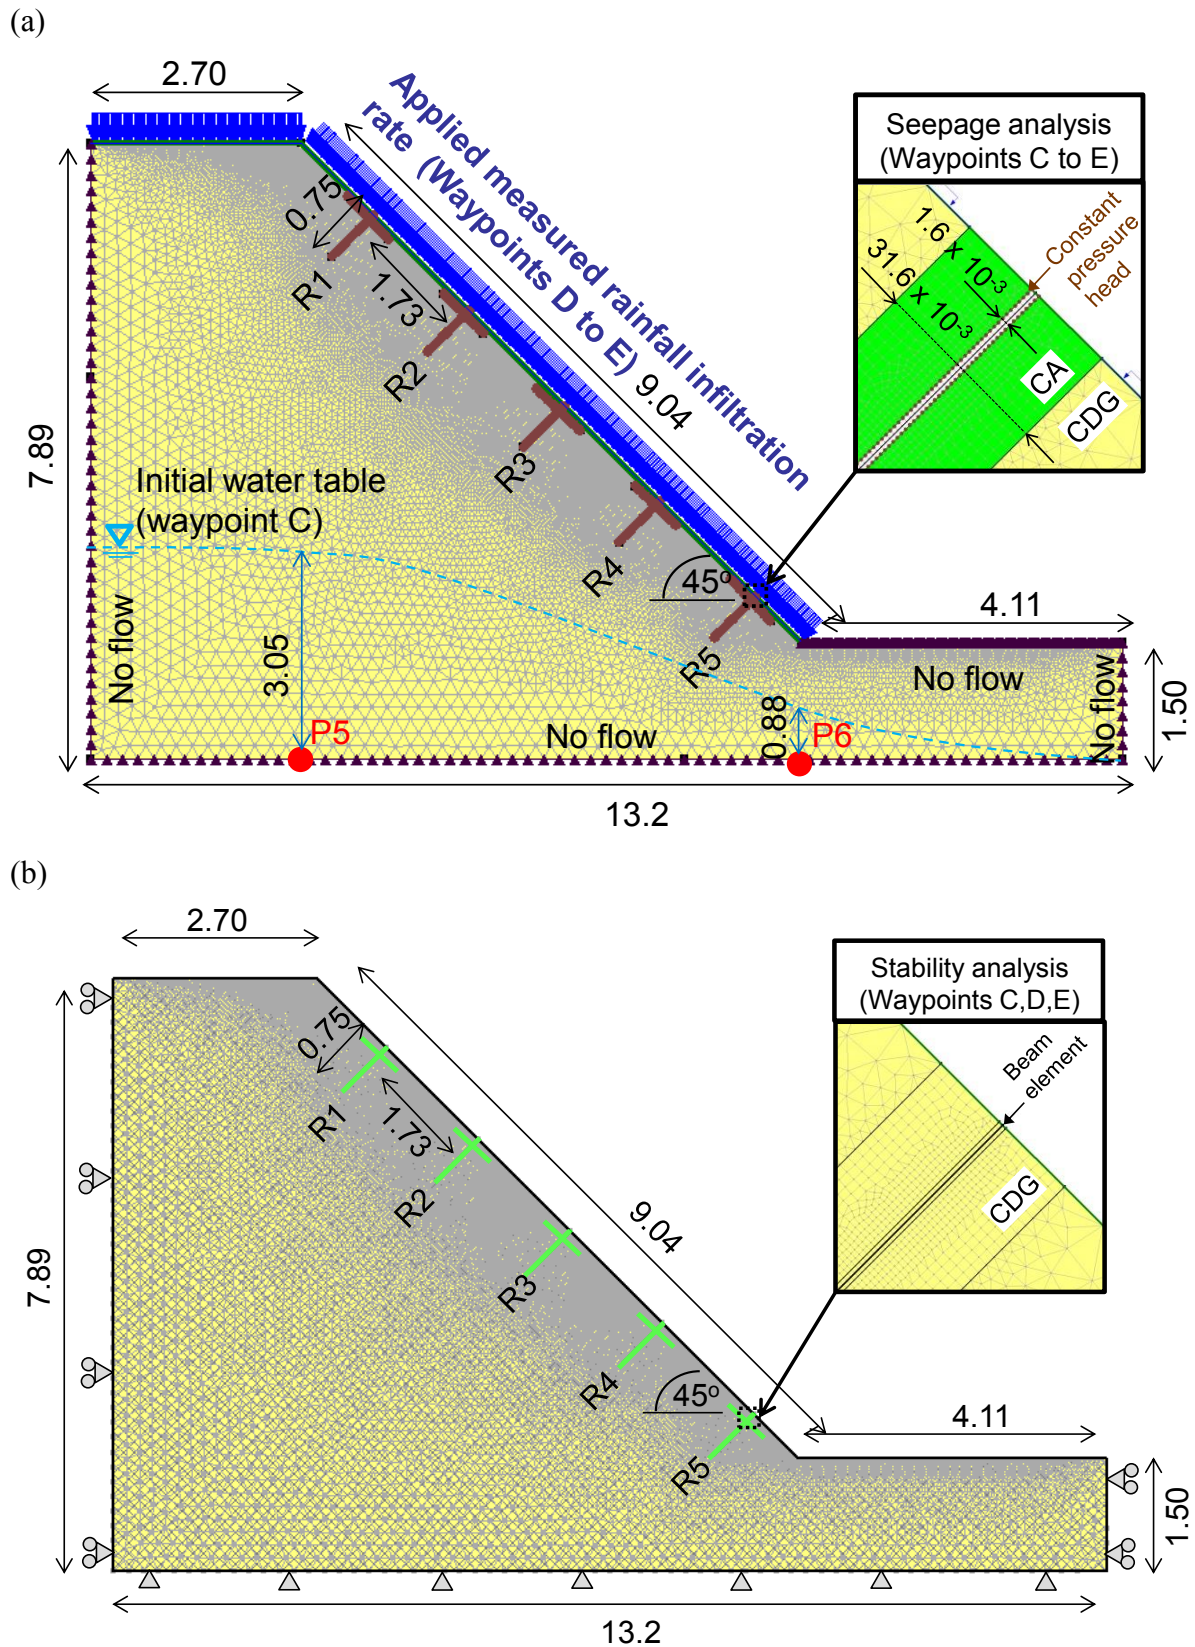 (a)
2.70
Applied measured rainfall infiltration
rate (Waypoints D to E)
9.04
Seepage analysis
(Waypoints C to E)
1.6 x 10-3
31.6 x 10-3
Constant
pressure
head
CA
CDG
0.75
R1
1.73
R2
R3
R4
R5
45o
7.89
Initial water table
(waypoint C)
No flow
3.05
P5
No flow
0.88
P6
4.11
No flow
No flow
1.50
13.2
(b)
2.70
Stability analysis
(Waypoints C,D,E)
Beam
element
CDG
0.75
R1
1.73
R2
R3
R4
R5
9.04
45o
7.89
4.11
1.50
13.2